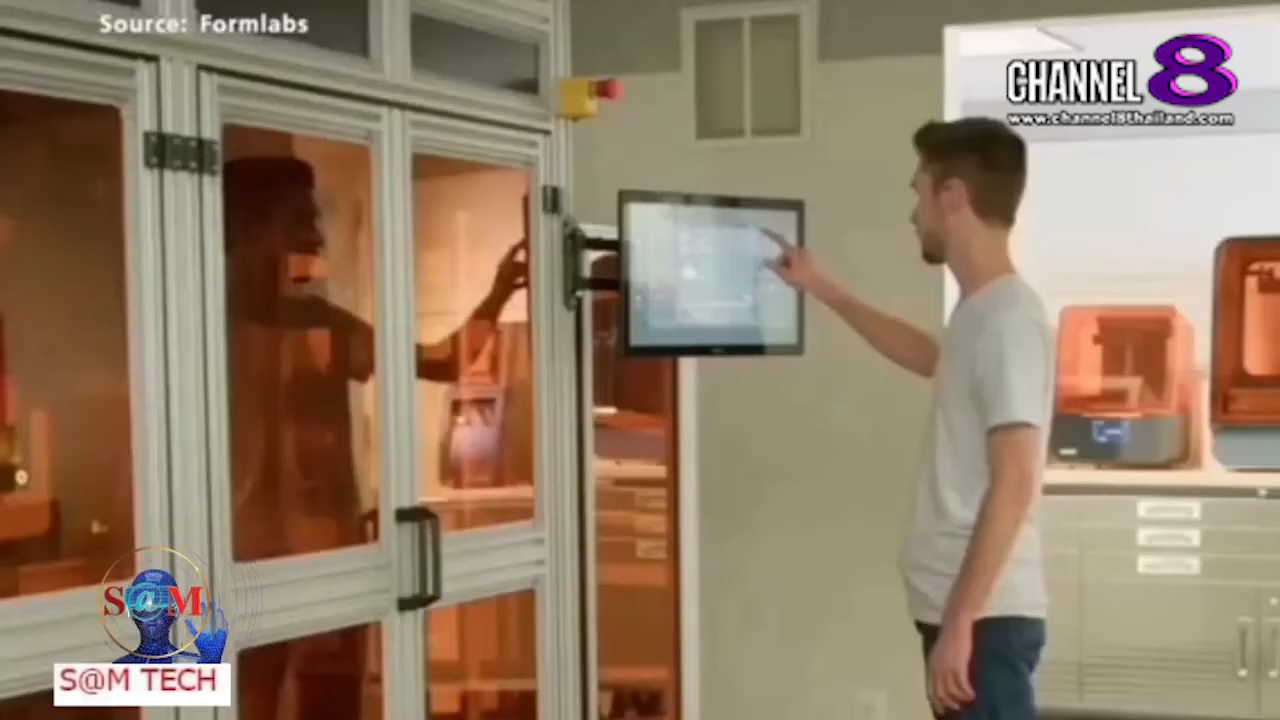 Source: Formlabs
CHANNEL 8
www.channel8thailand.com
S@M
S@M TECH